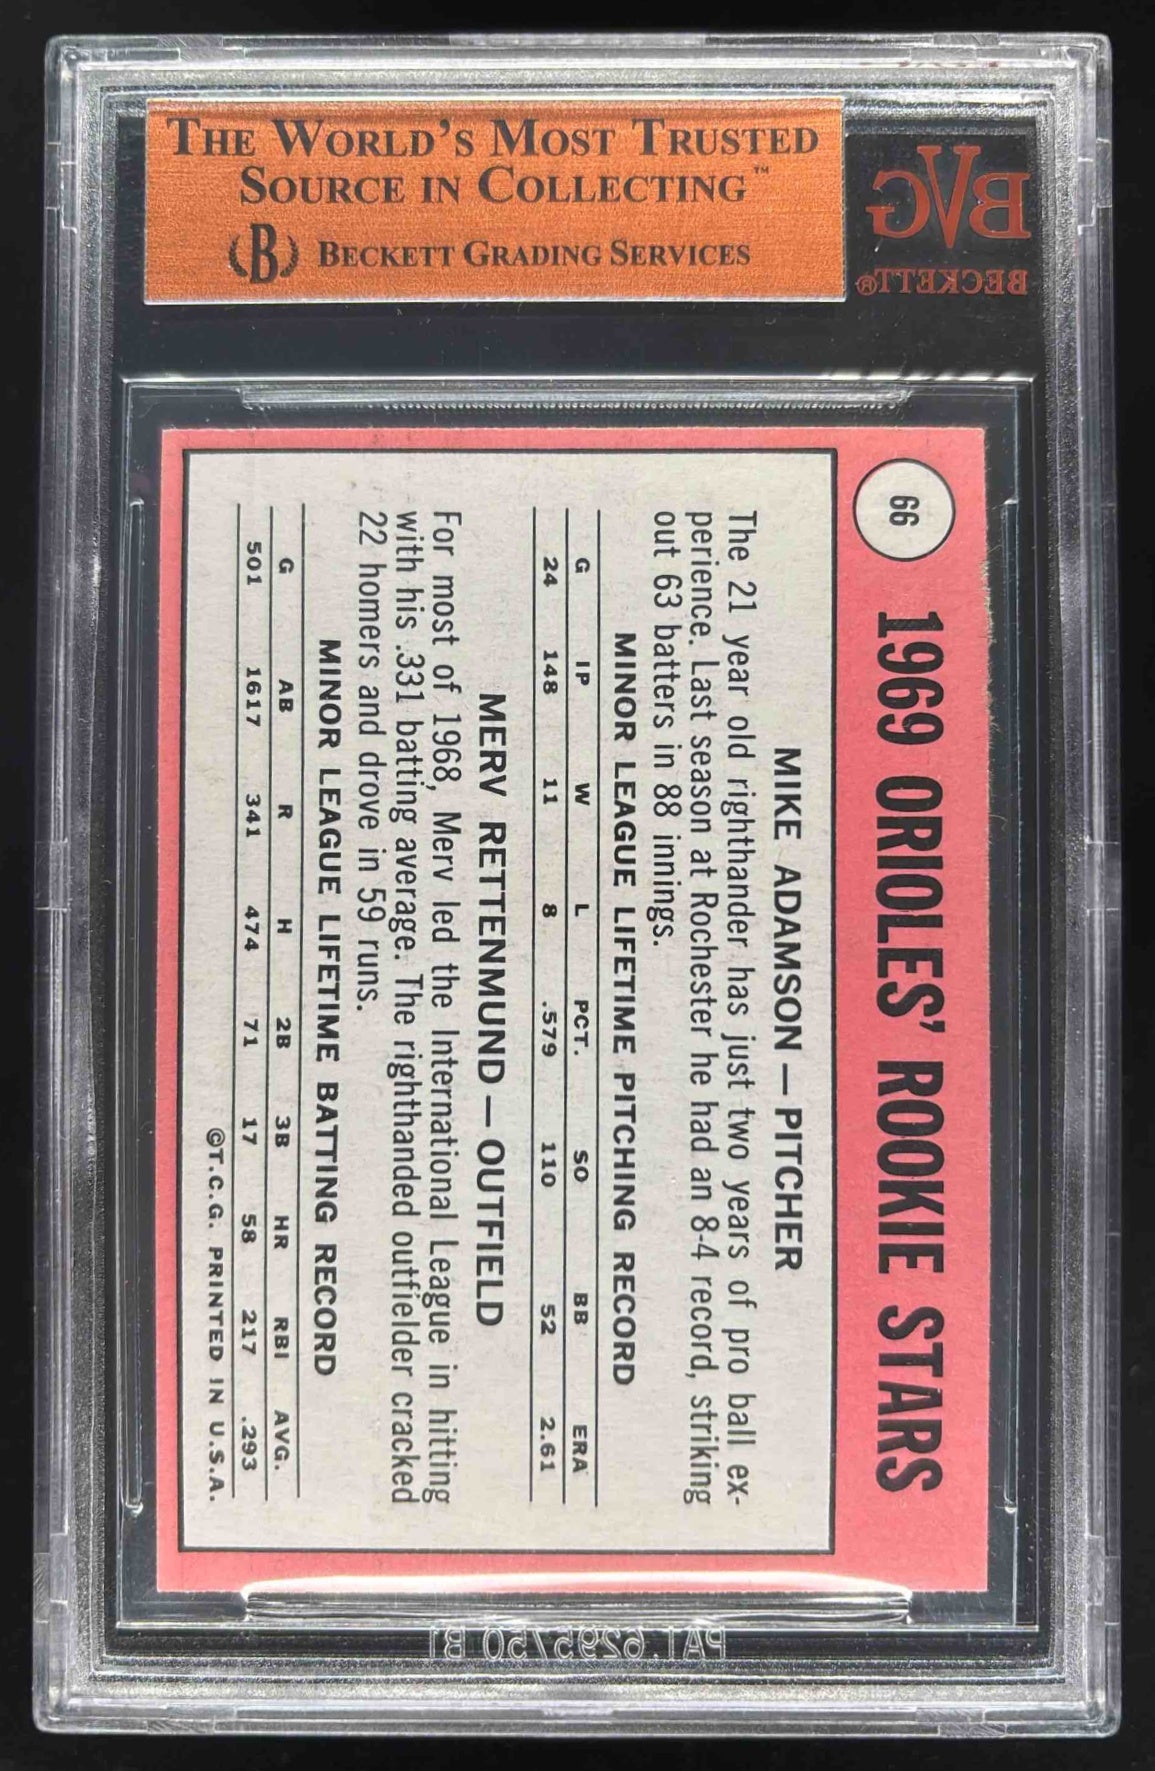 THE WORLD'S MOST TRUSTED
SOURCE IN COLLECTING™
B BECKETT GRADING SERVICES
BVG
BECKETT®
66
1969 ORIOLES' ROOKIE STARS
MIKE ADAMSON — PITCHER
The 21 year old righthander has just two years of pro ball ex-
perience. Last season at Rochester he had an 8-4 record, striking
out 63 batters in 88 innings.
MINOR LEAGUE LIFETIME PITCHING RECORD
G IP W L PCT. SO BB ERA
24 148 11 8 .579 110 52 2.61
MERV RETTENMUND — OUTFIELD
For most of 1968, Merv led the International League in hitting
with his .331 batting average. The righthanded outfielder cracked
22 homers and drove in 59 runs.
MINOR LEAGUE LIFETIME BATTING RECORD
G AB R H 2B 3B HR RBI AVG.
501 1617 341 474 71 17 58 217 .293
©T.C.G. PRINTED IN U.S.A.